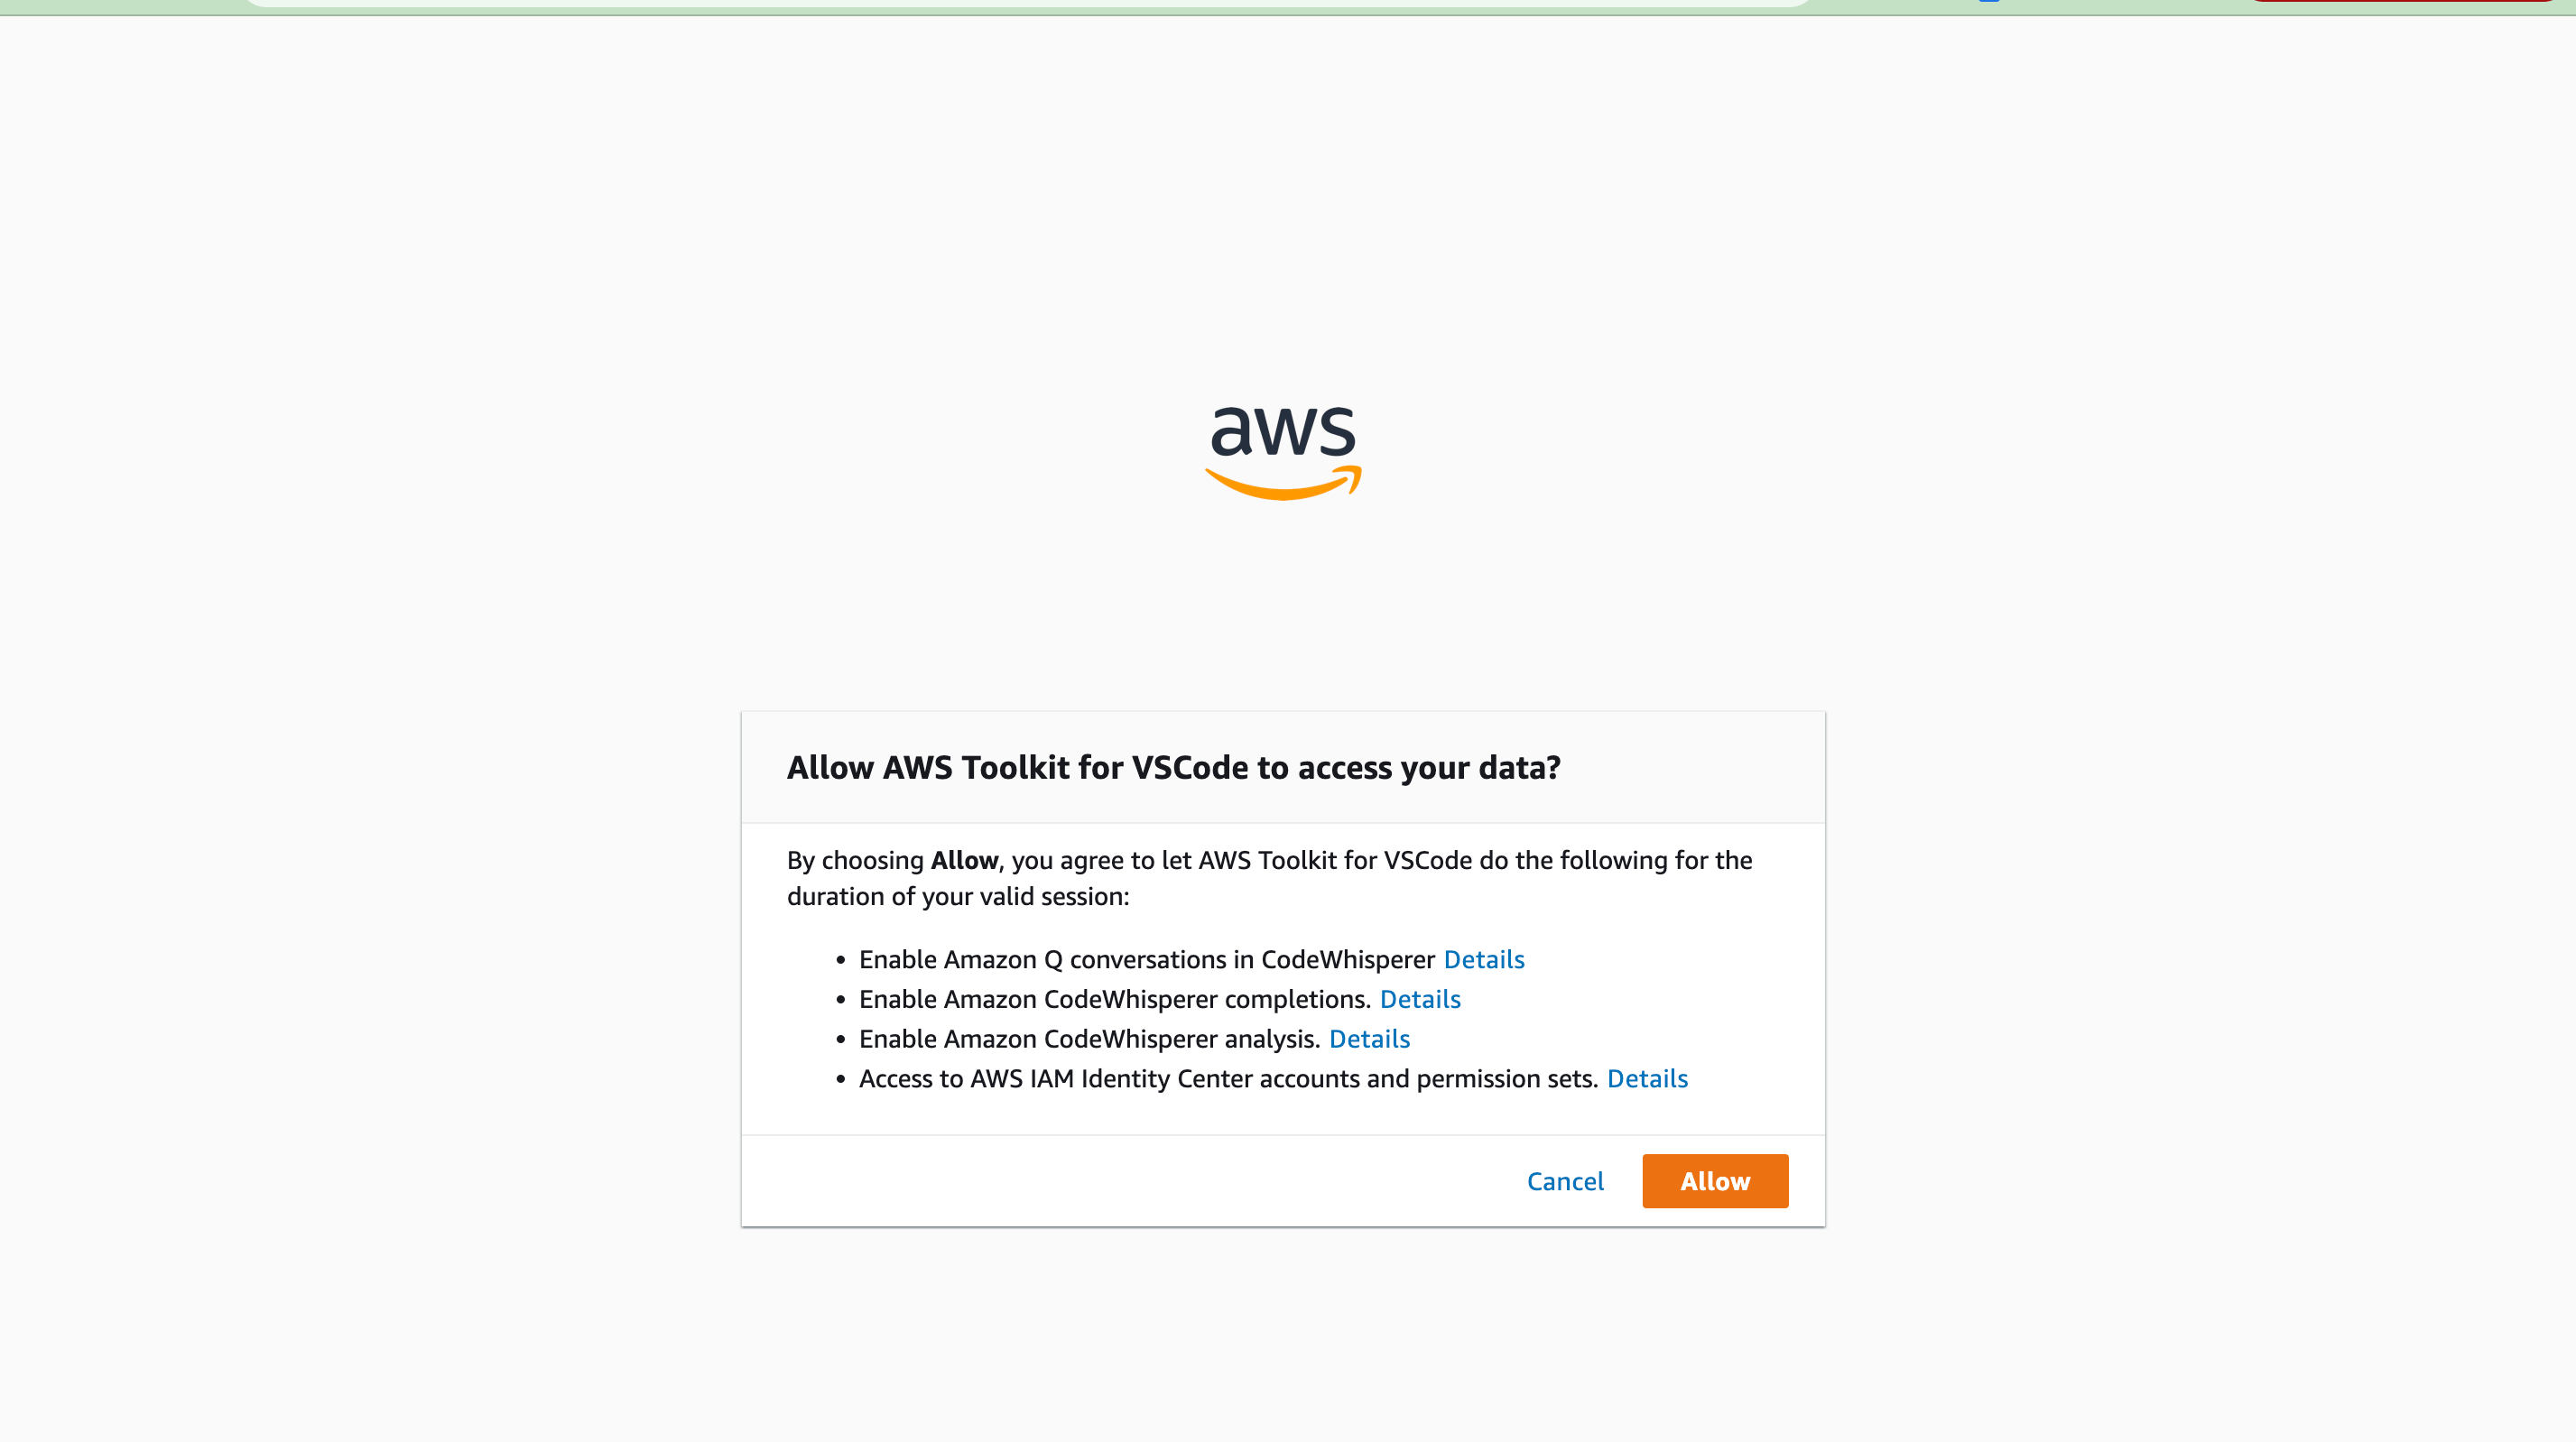 aws
Allow AWS Toolkit for VSCode to access your data?
By choosing Allow, you agree to let AWS Toolkit for VSCode do the following for the
duration of your valid session:
• Enable Amazon Q conversations in CodeWhisperer Details
• Enable Amazon CodeWhisperer completions. Details
• Enable Amazon CodeWhisperer analysis. Details
• Access to AWS IAM Identity Center accounts and permission sets. Details
Cancel Allow